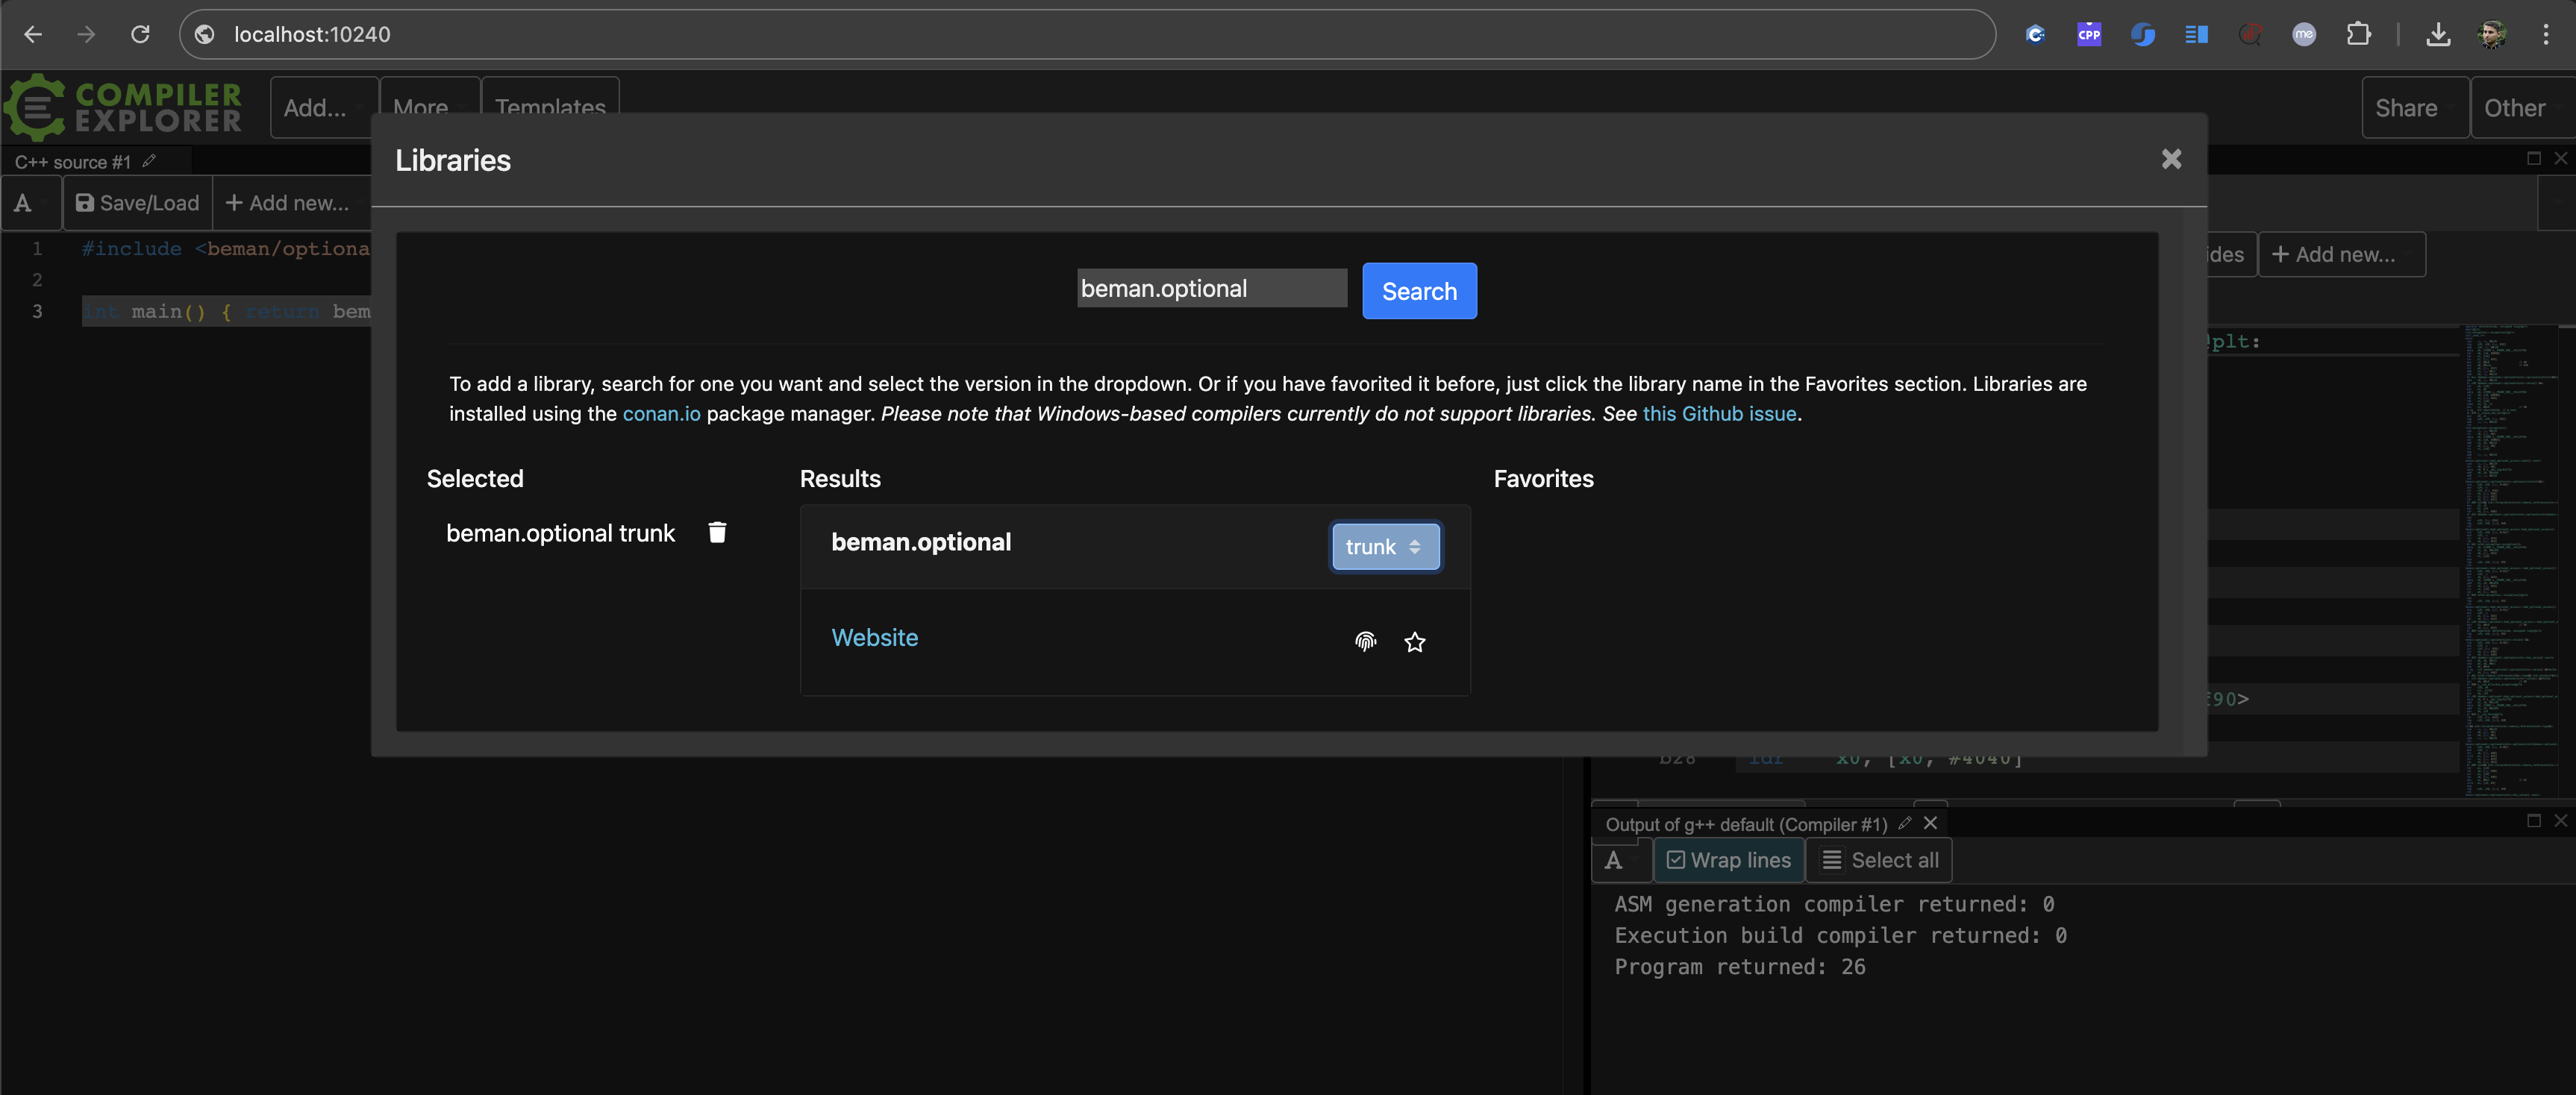 localhost:10240
CPP
me
COMPILER
EXPLORER
Add...
More
Templates
Share
Other
C++ source #1
A
Save/Load
+ Add new...
ides
+ Add new...
1 #include <beman/optiona
2
3 int main() { return bem
Libraries
beman.optional
Search
To add a library, search for one you want and select the version in the dropdown. Or if you have favorited it before, just click the library name in the Favorites section. Libraries are
installed using the conan.io package manager. Please note that Windows-based compilers currently do not support libraries. See this Github issue.
Selected
Results
Favorites
beman.optional trunk
beman.optional
trunk
Website
plt:
90>
b28 ldr x0, [x0, #4040]
Output of g++ default (Compiler #1)
A
Wrap lines
Select all
ASM generation compiler returned: 0
Execution build compiler returned: 0
Program returned: 26